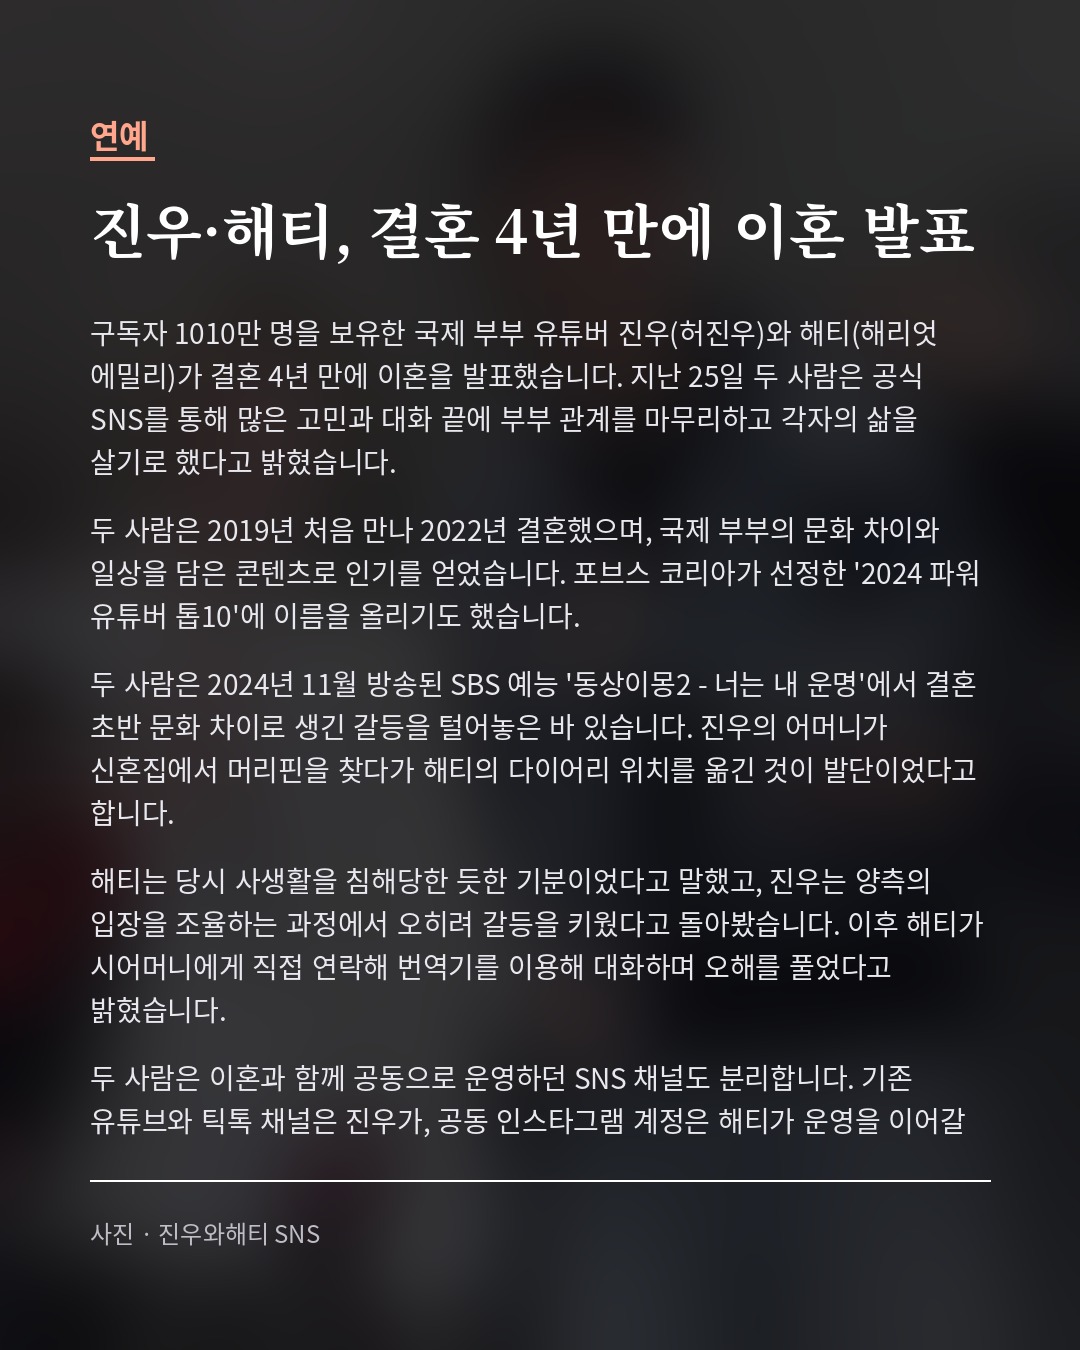 연예
진우·해티, 결혼 4년 만에 이혼 발표
구독자 1010만 명을 보유한 국제 부부 유튜버 진우(허진우)와 해티(해리엇
에밀리)가 결혼 4년 만에 이혼을 발표했습니다. 지난 25일 두 사람은 공식
SNS를 통해 많은 고민과 대화 끝에 부부 관계를 마무리하고 각자의 삶을
살기로 했다고 밝혔습니다.
두 사람은 2019년 처음 만나 2022년 결혼했으며, 국제 부부의 문화 차이와
일상을 담은 콘텐츠로 인기를 얻었습니다. 포브스 코리아가 선정한 '2024 파워
유튜버 톱10'에 이름을 올리기도 했습니다.
두 사람은 2024년 11월 방송된 SBS 예능 '동상이몽2 - 너는 내 운명'에서 결혼
초반 문화 차이로 생긴 갈등을 털어놓은 바 있습니다. 진우의 어머니가
신혼집에서 머리핀을 찾다가 해티의 다이어리 위치를 옮긴 것이 발단이었다고
합니다.
해티는 당시 사생활을 침해당한 듯한 기분이었다고 말했고, 진우는 양측의
입장을 조율하는 과정에서 오히려 갈등을 키웠다고 돌아봤습니다. 이후 해티가
시어머니에게 직접 연락해 번역기를 이용해 대화하며 오해를 풀었다고
밝혔습니다.
두 사람은 이혼과 함께 공동으로 운영하던 SNS 채널도 분리합니다. 기존
유튜브와 틱톡 채널은 진우가, 공동 인스타그램 계정은 해티가 운영을 이어갈
사진 · 진우와해티 SNS